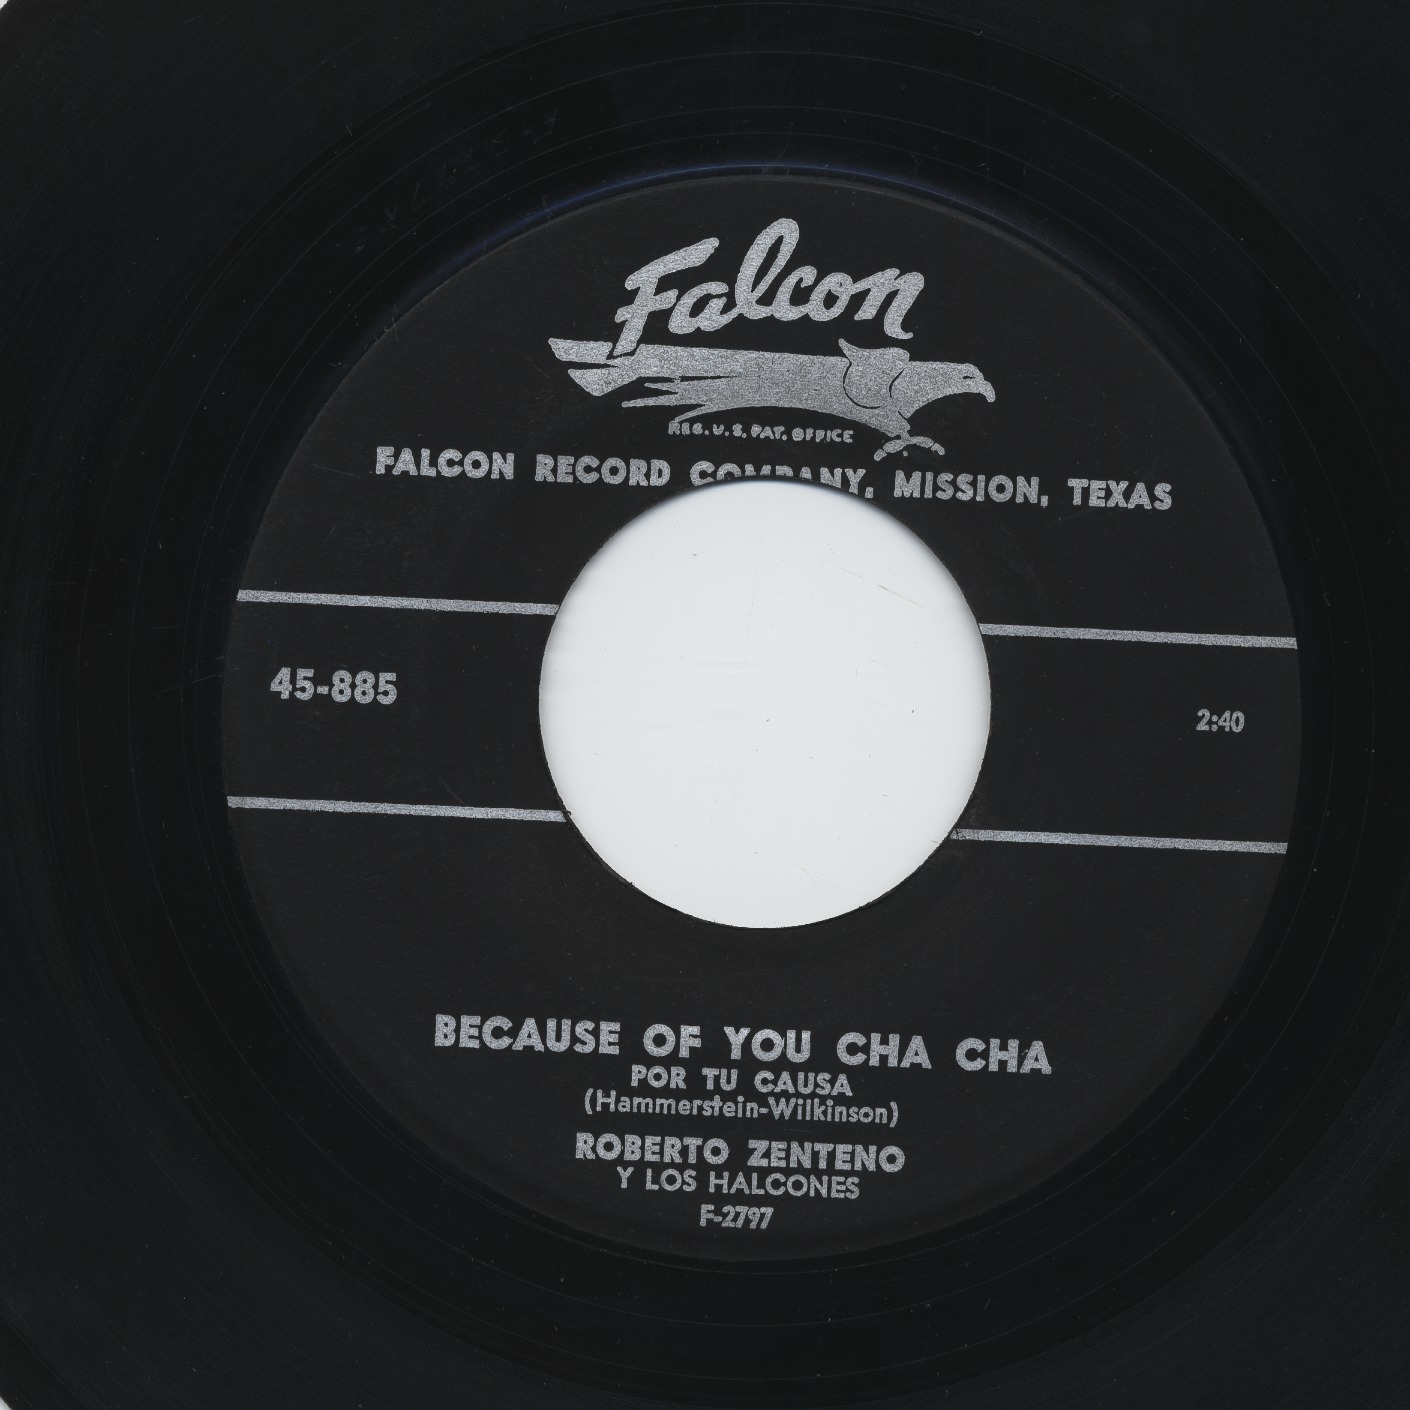 Falcon
REG. U.S. PAT. OFFICE
FALCON RECORD COMPANY, MISSION, TEXAS
45-885
2:40
BECAUSE OF YOU CHA CHA
POR TU CAUSA
(Hammerstein-Wilkinson)
ROBERTO ZENTENO
Y LOS HALCONES
F-2797